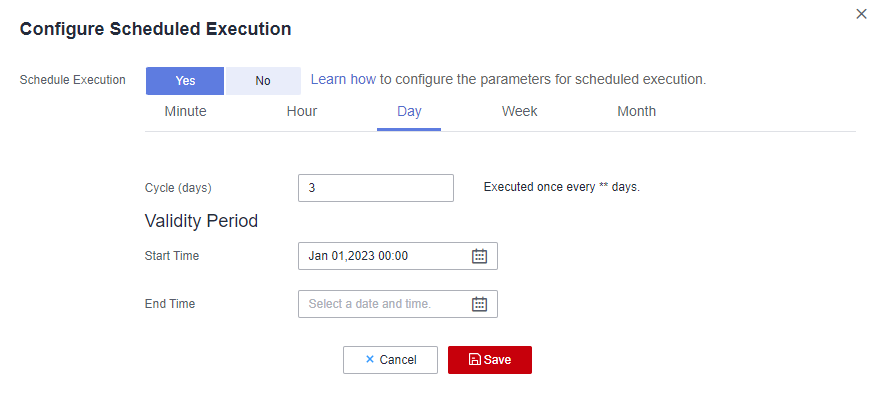 Configure Scheduled Execution
Schedule Execution Yes No Learn how to configure the parameters for scheduled execution.
Minute Hour Day Week Month
Cycle (days) 3 Executed once every ** days.
Validity Period
Start Time Jan 01,2023 00:00
End Time Select a date and time.
Cancel Save